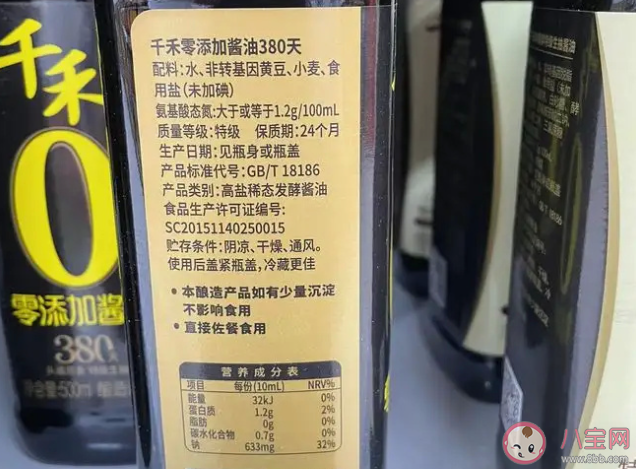 千禾
0
零添加酱
380天
千禾零添加酱油380天
配料:水、非转基因黄豆、小麦、食
用盐(未加碘)
氨基酸态氮:大于或等于1.2g/100mL
质量等级:特级 保质期:24个月
生产日期:见瓶身或瓶盖
产品标准代号:GB/T 18186
产品类别:高盐稀态发酵酱油
食品生产许可证编号:
SC20151140250015
贮存条件:阴凉、干燥、通风。
使用后盖紧瓶盖,冷藏更佳
•本酿造产品如有少量沉淀
不影响食用
•直接佐餐食用
营养成分表
项目 每份(10mL) NRV%
能量 32kJ 0%
蛋白质 1.2g 2%
脂肪 0g 0%
碳水化合物 0.7g 0%
钠 633mg 32%
八宝网
www.8bb.com